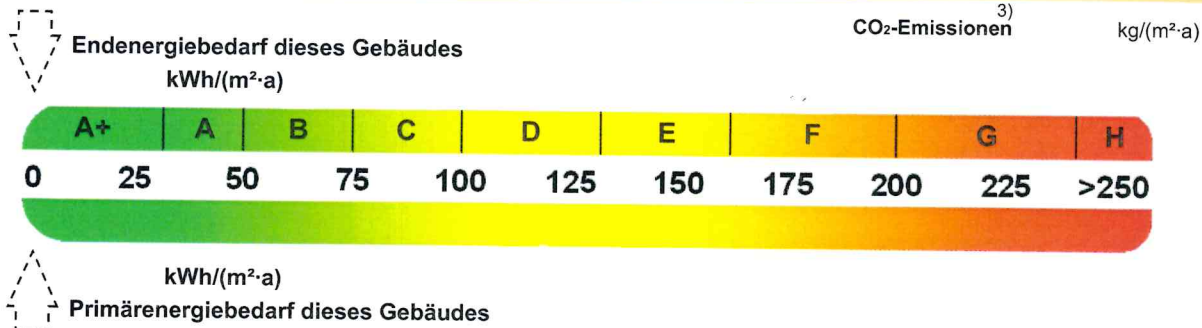 CO₂-Emissionen 3) kg/(m²·a)
Endenergiebedarf dieses Gebäudes
kWh/(m²·a)
A+ A B C D E F G H
0 25 50 75 100 125 150 175 200 225 >250
kWh/(m²·a)
Primärenergiebedarf dieses Gebäudes